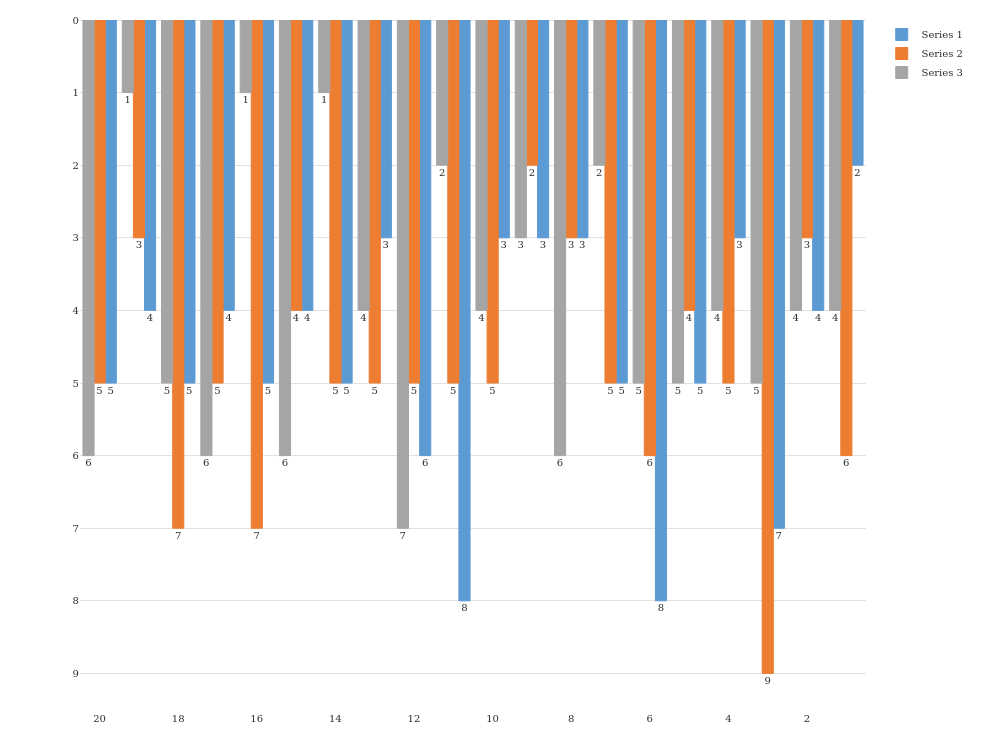 0
Series 1
Series 2
Series 3
1
1 1 1
2
2 2 2 2
3
3 3 3 3 3 3 3 3 3
4
4 4 4 4 4 4 4 4 4 4 4
5
5 5 5 5 5 5 5 5 5 5 5 5 5 5 5 5 5 5 5
6
6 6 6 6 6 6 6
7
7 7 7 7
8
8 8
9
9
20 18 16 14 12 10 8 6 4 2